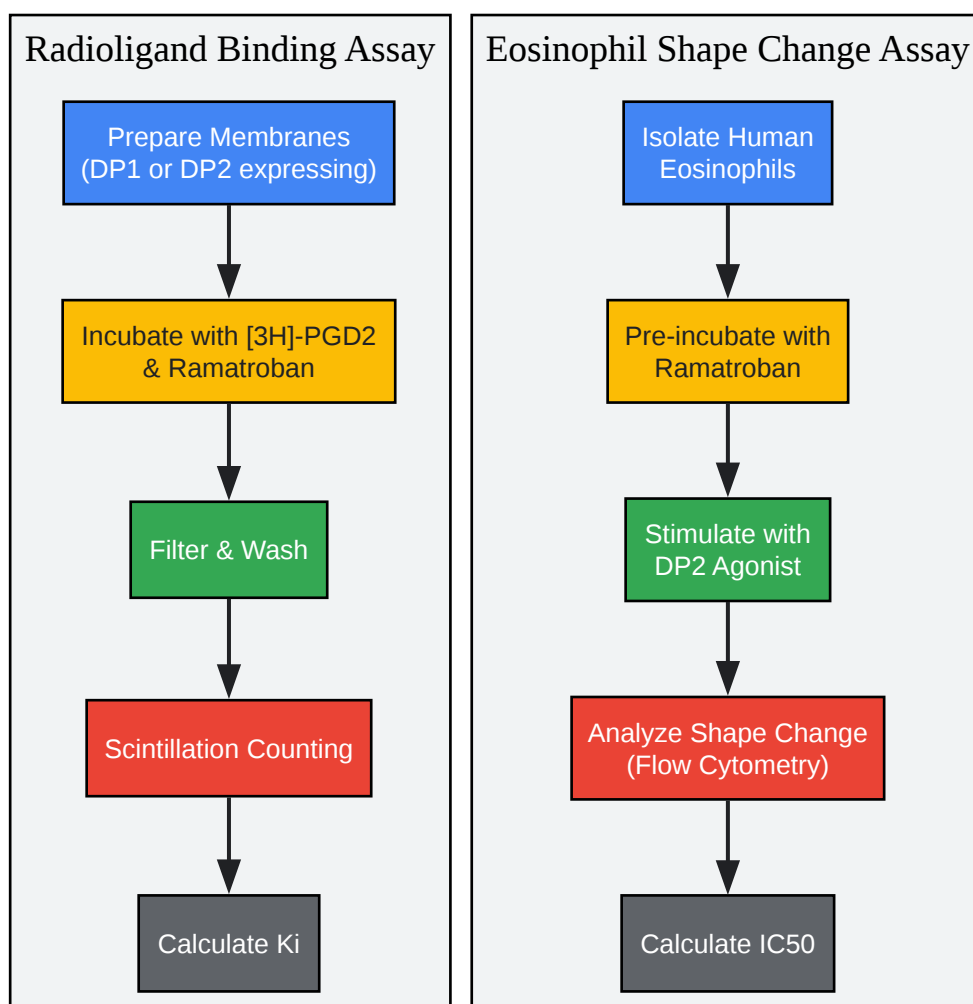 Radioligand Binding Assay
Prepare Membranes
(DP1 or DP2 expressing)
Incubate with [3H]-PGD2
& Ramatroban
Filter & Wash
Scintillation Counting
Calculate Ki
Eosinophil Shape Change Assay
Isolate Human
Eosinophils
Pre-incubate with
Ramatroban
Stimulate with
DP2 Agonist
Analyze Shape Change
(Flow Cytometry)
Calculate IC50